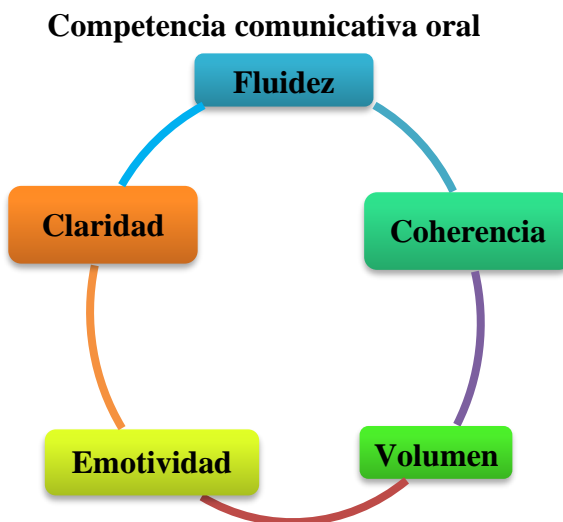 Competencia comunicativa oral
Fluidez
Claridad
Coherencia
Emotividad
Volumen